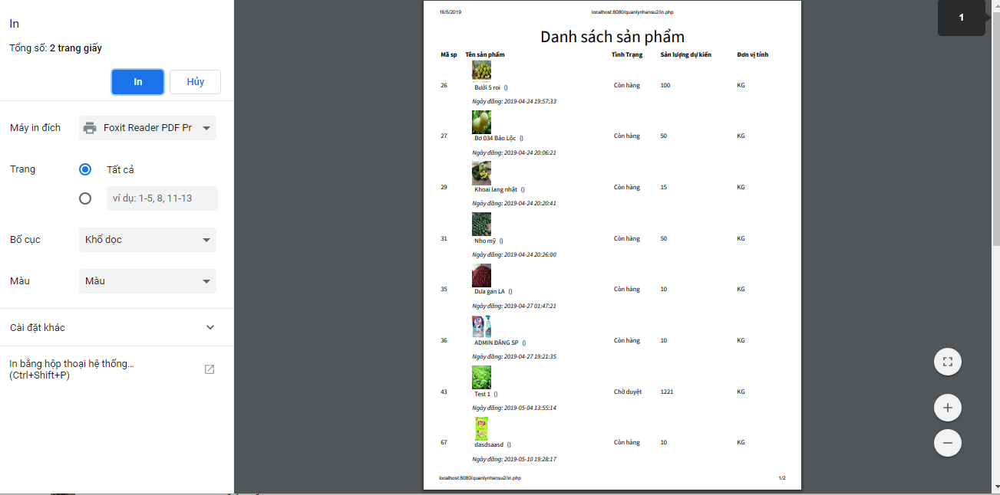 In
Tổng số: 2 trang giấy
In Hủy
Máy in đích Foxit Reader PDF Pr
Trang Tất cả
ví dụ: 1-5, 8, 11-13
Bố cục Khổ dọc
Màu Màu
Cài đặt khác
In bằng hộp thoại hệ thống...
(Ctrl+Shift+P)
16/5/2019 localhost:8080/quanlynhansu2/in.php
1
Danh sách sản phẩm
Mã sp Tên sản phẩm Tình Trạng Sản lượng dự kiến Đơn vị tính
26 Bưởi 5 roi () Còn hàng 100 KG
Ngày đăng: 2019-04-24 19:57:33
27 Bơ 034 Bảo Lộc () Còn hàng 50 KG
Ngày đăng: 2019-04-24 20:06:21
29 Khoai lang nhật () Còn hàng 15 KG
Ngày đăng: 2019-04-24 20:20:41
31 Nho mỹ () Còn hàng 50 KG
Ngày đăng: 2019-04-24 20:26:00
35 Dưa gan LA () Còn hàng 10 KG
Ngày đăng: 2019-04-27 01:47:21
36 ADMIN ĐĂNG SP () Còn hàng 10 KG
Ngày đăng: 2019-04-27 19:21:35
43 Test 1 () Chờ duyệt 1221 KG
Ngày đăng: 2019-05-04 13:55:14
67 dasdsaasd () Còn hàng 10 KG
Ngày đăng: 2019-05-10 19:28:17
localhost:8080/quanlynhansu2/in.php 1/2